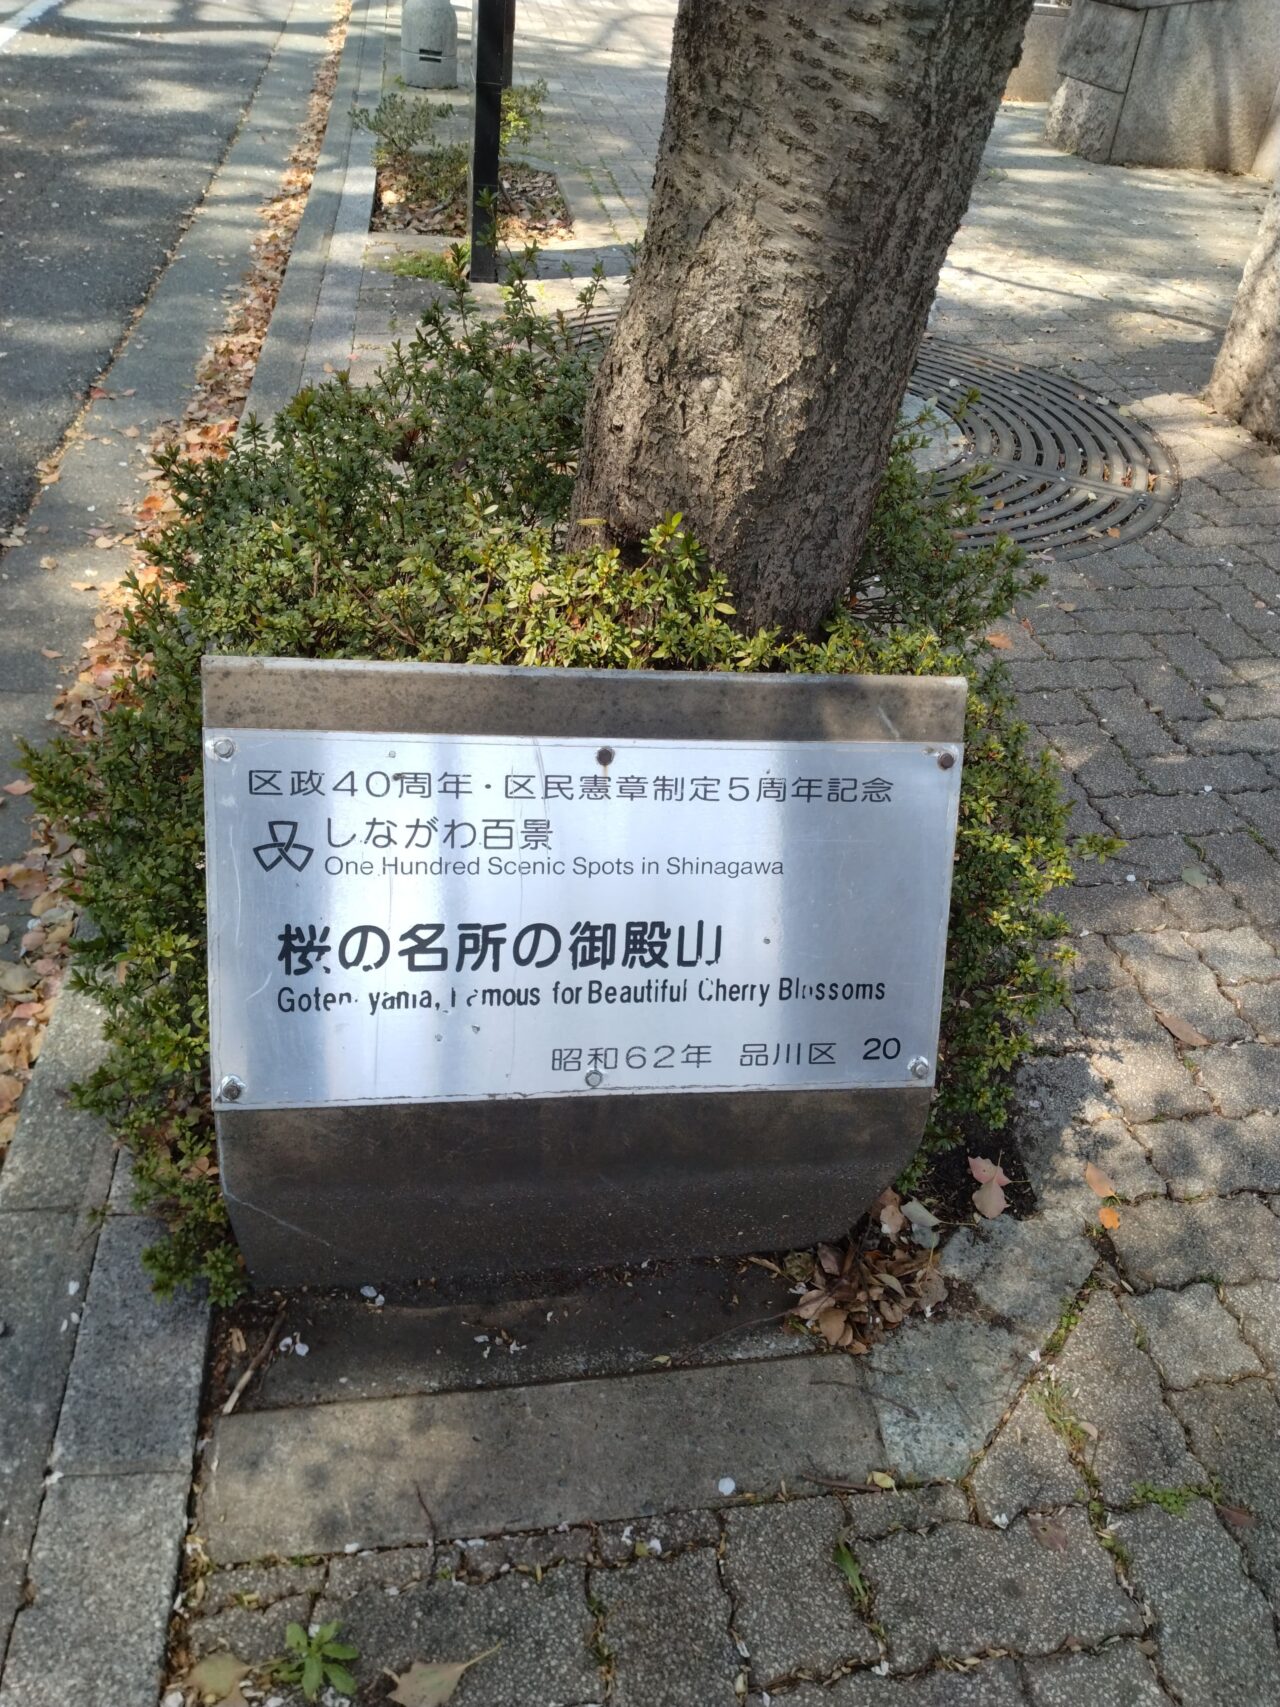 区政40周年・区民憲章制定5周年記念
しながわ百景
One Hundred Scenic Spots in Shinagawa
桜の名所の御殿山
Gotenyama, Famous for Beautiful Cherry Blossoms
昭和62年 品川区 20